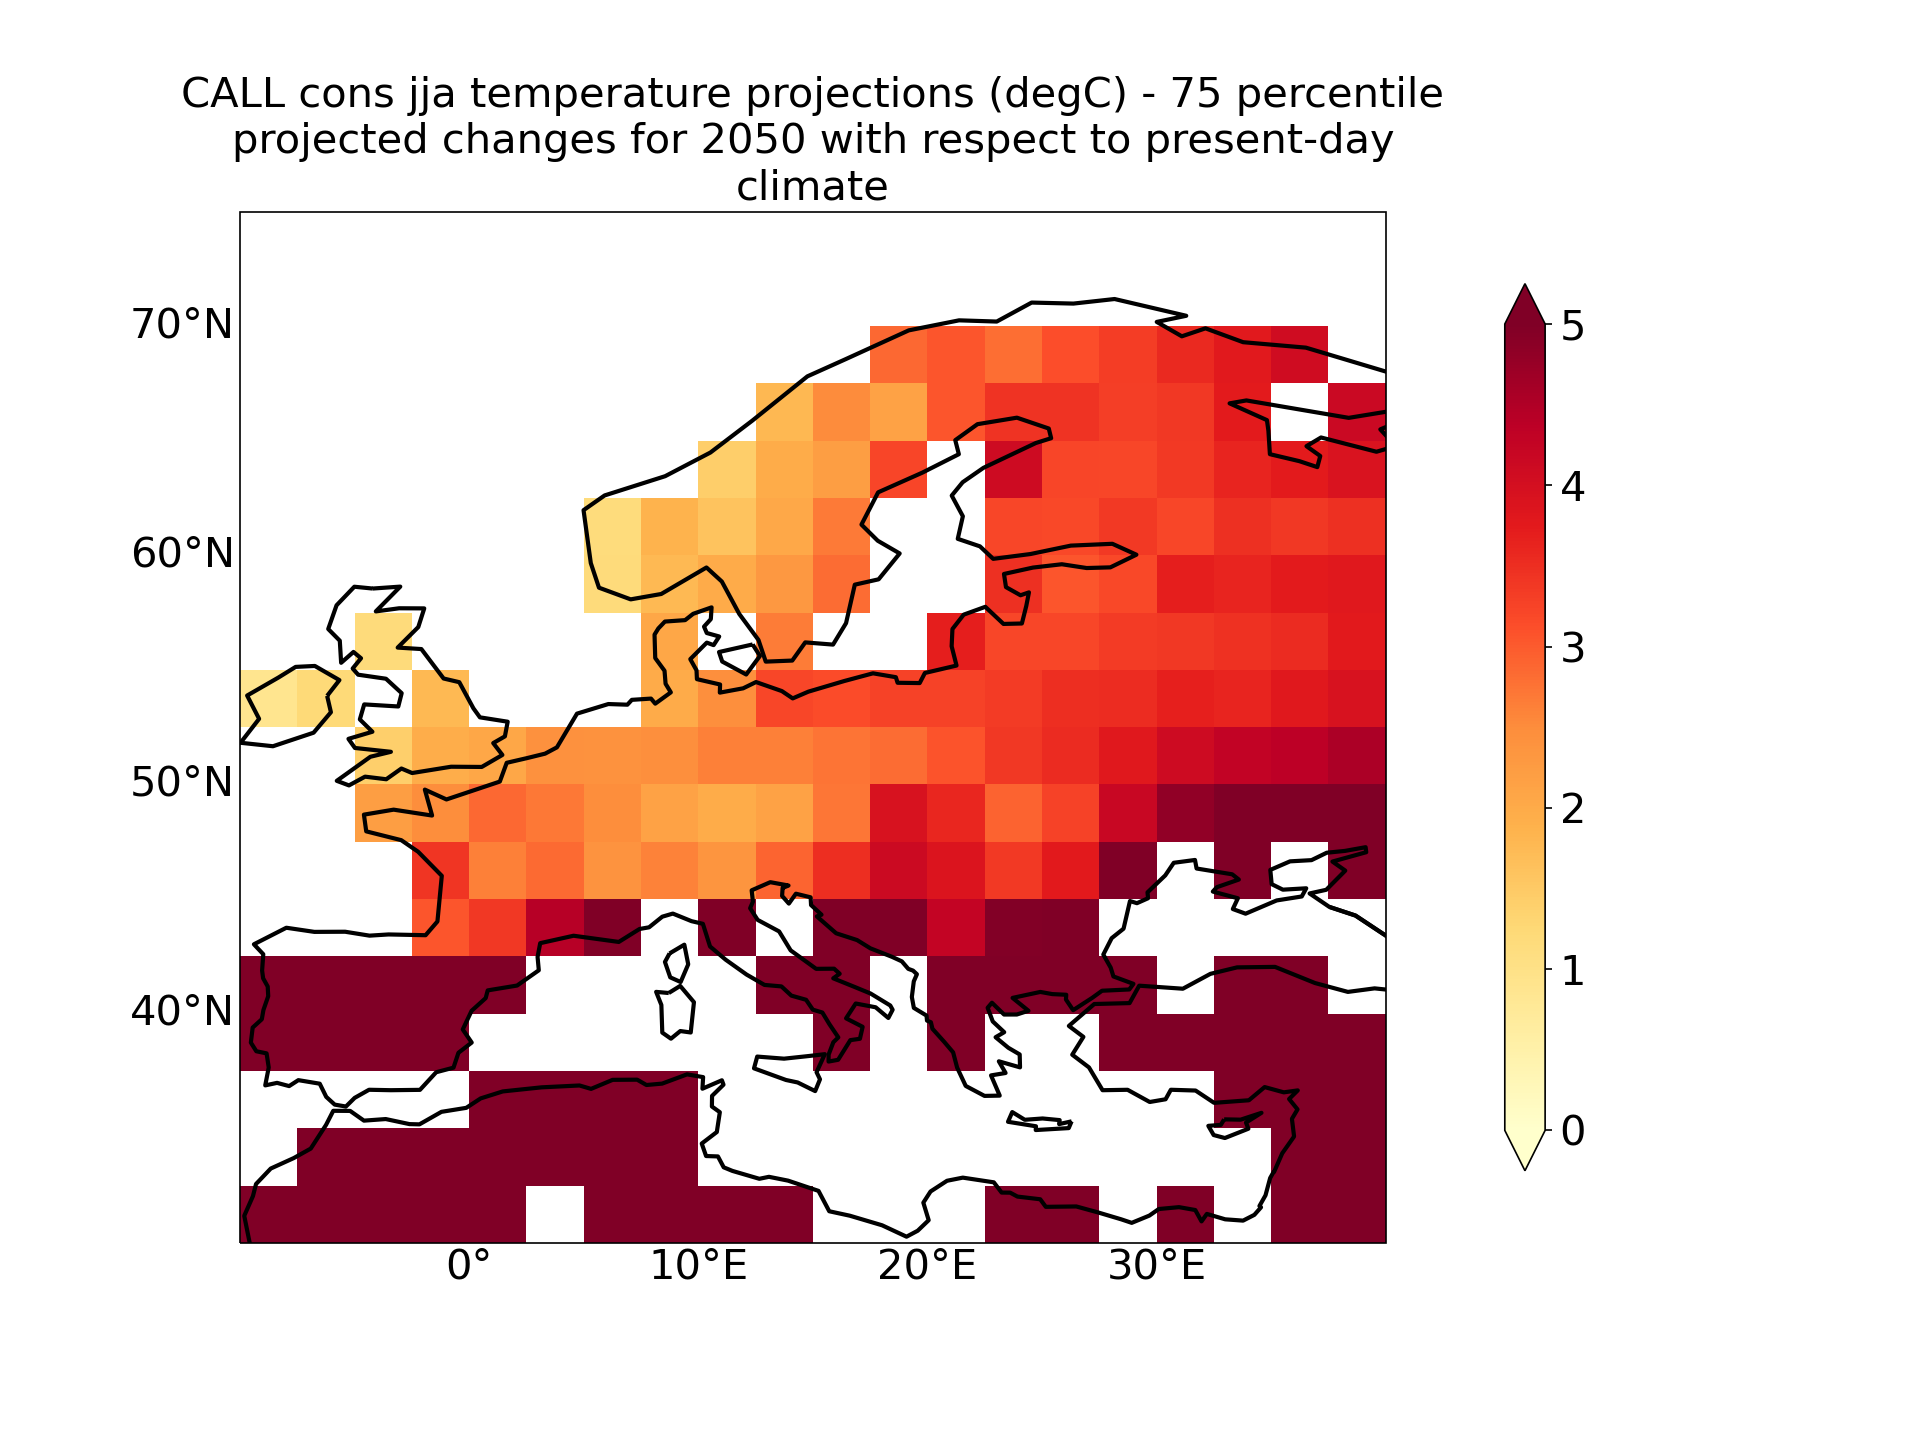 CALL cons jja temperature projections (degC) - 75 percentile
projected changes for 2050 with respect to present-day
climate
70°N
60°N
50°N
40°N
0°
10°E
20°E
30°E
5
4
3
2
1
0